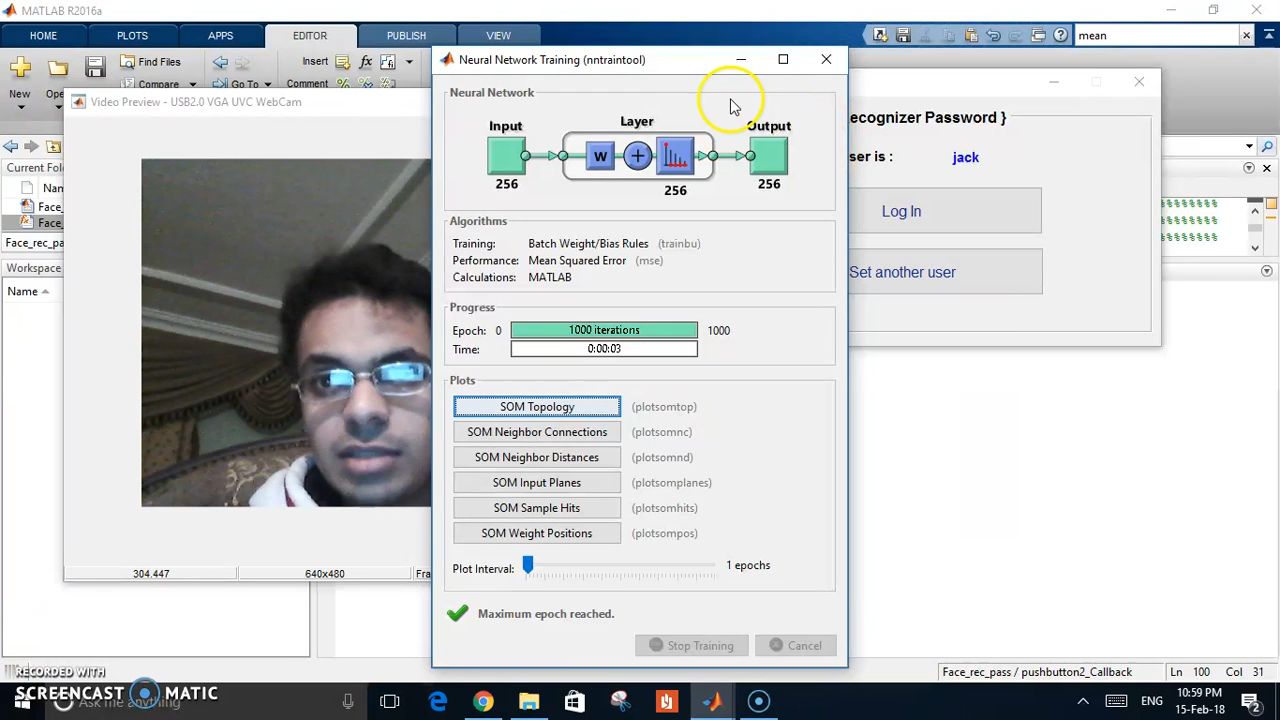 MATLAB R2016a
HOME
PLOTS
APPS
EDITOR
PUBLISH
VIEW
mean
New
Find Files
Insert
fx
Neural Network Training (nntraintool)
Video Preview - USB2.0 VGA UVC WebCam
Current Folder
Face_rec_pa
Workspace
Name
304.447
640x480
Neural Network
Input
Layer
Output
W
256
256
256
Algorithms
Training: Batch Weight/Bias Rules (trainbu)
Performance: Mean Squared Error (mse)
Calculations: MATLAB
Progress
Epoch: 0 1000 iterations 1000
Time: 0:00:03
Plots
SOM Topology (plotsomtop)
SOM Neighbor Connections (plotsomnc)
SOM Neighbor Distances (plotsomnd)
SOM Input Planes (plotsomplanes)
SOM Sample Hits (plotsomhits)
SOM Weight Positions (plotsompos)
Plot Interval: 1 epochs
Maximum epoch reached.
Stop Training
Cancel
ecognizer Password }
ser is : jack
Log In
Set another user
%%%%%%%
%%%%%%%
%%%%%%%
Face_rec_pass / pushbutton2_Callback
Ln 100 Col 31
RECORDED WITH
SCREENCAST MATIC
Ask me anything
ENG
10:59 PM
15-Feb-18